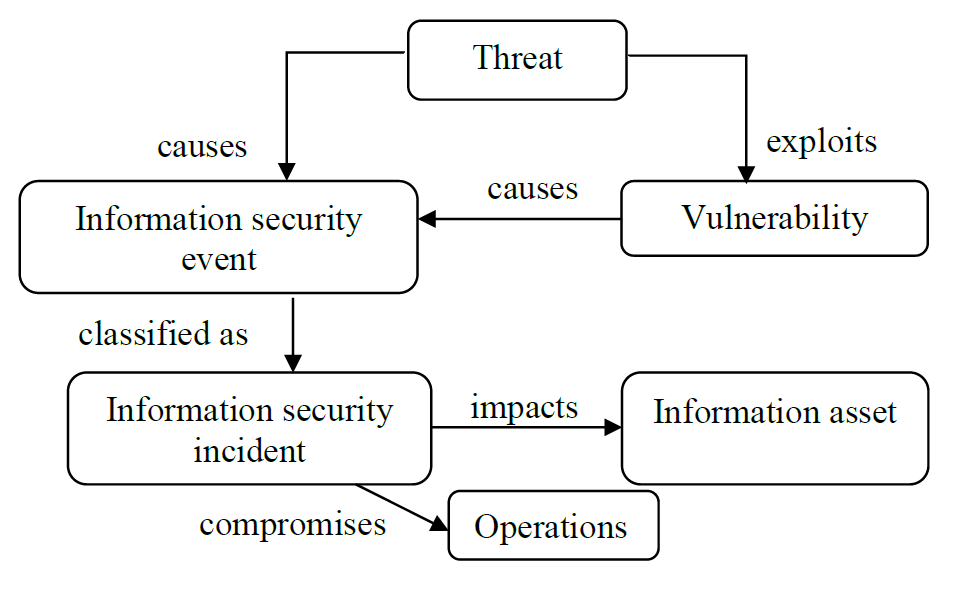 Threat
causes
exploits
causes
Information security
event
Vulnerability
classified as
Information security
incident
impacts
Information asset
compromises
Operations